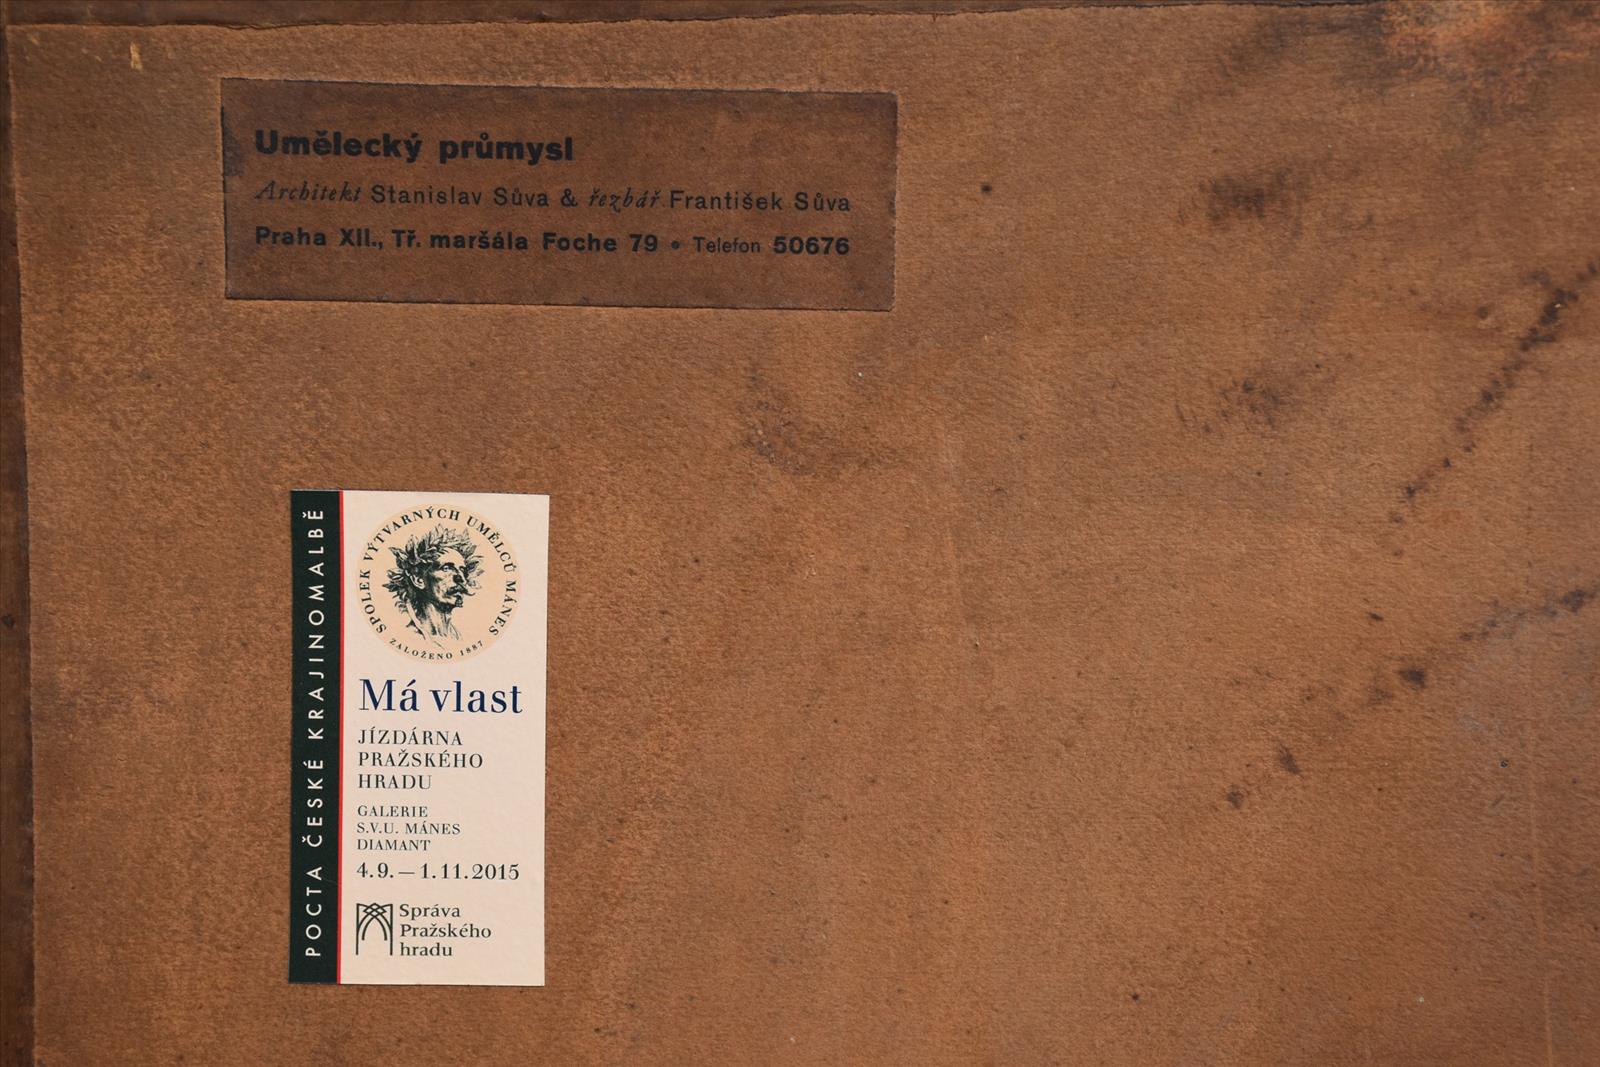 Umělecký průmysl
Architekt Stanislav Sůva & řezbář František Sůva
Praha XII., Tř. maršála Foche 79 • Telefon 50676
POCTA ČESKÉ KRAJINOMALBĚ
SPOLEK VÝTVARNÝCH UMĚLCŮ MÁNES
ZALOŽENO 1887
Má vlast
JÍZDÁRNA
PRAŽSKÉHO
HRADU
GALERIE
S.V.U. MÁNES
DIAMANT
4.9. – 1.11.2015
Správa
Pražského
hradu